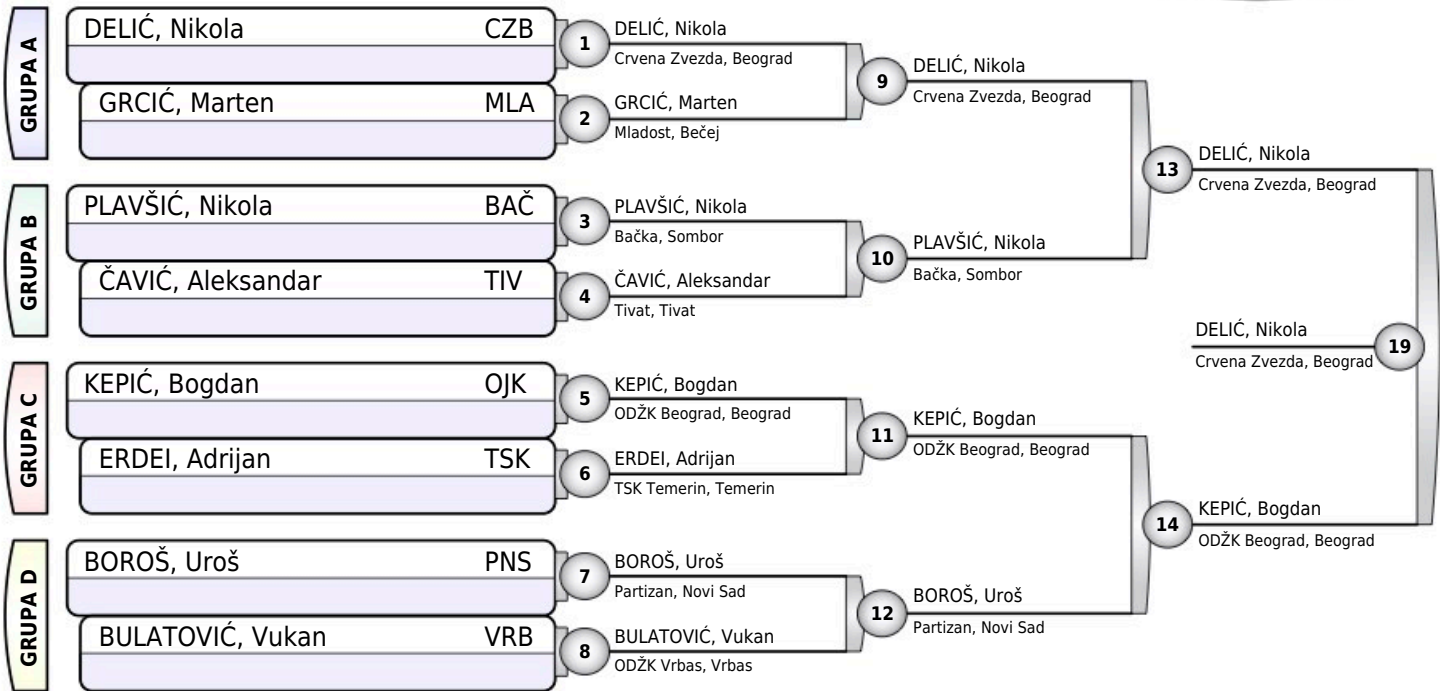 GRUPA A
DELIĆ, Nikola CZB
GRCIĆ, Marten MLA
GRUPA B
PLAVŠIĆ, Nikola BAČ
ČAVIĆ, Aleksandar TIV
GRUPA C
KEPIĆ, Bogdan OJK
ERDEI, Adrijan TSK
GRUPA D
BOROŠ, Uroš PNS
BULATOVIĆ, Vukan VRB
1 DELIĆ, Nikola
Crvena Zvezda, Beograd
2 GRCIĆ, Marten
Mladost, Bečej
3 PLAVŠIĆ, Nikola
Bačka, Sombor
4 ČAVIĆ, Aleksandar
Tivat, Tivat
5 KEPIĆ, Bogdan
ODŽK Beograd, Beograd
6 ERDEI, Adrijan
TSK Temerin, Temerin
7 BOROŠ, Uroš
Partizan, Novi Sad
8 BULATOVIĆ, Vukan
ODŽK Vrbas, Vrbas
9 DELIĆ, Nikola
Crvena Zvezda, Beograd
10 PLAVŠIĆ, Nikola
Bačka, Sombor
11 KEPIĆ, Bogdan
ODŽK Beograd, Beograd
12 BOROŠ, Uroš
Partizan, Novi Sad
13 DELIĆ, Nikola
Crvena Zvezda, Beograd
14 KEPIĆ, Bogdan
ODŽK Beograd, Beograd
DELIĆ, Nikola
Crvena Zvezda, Beograd 19